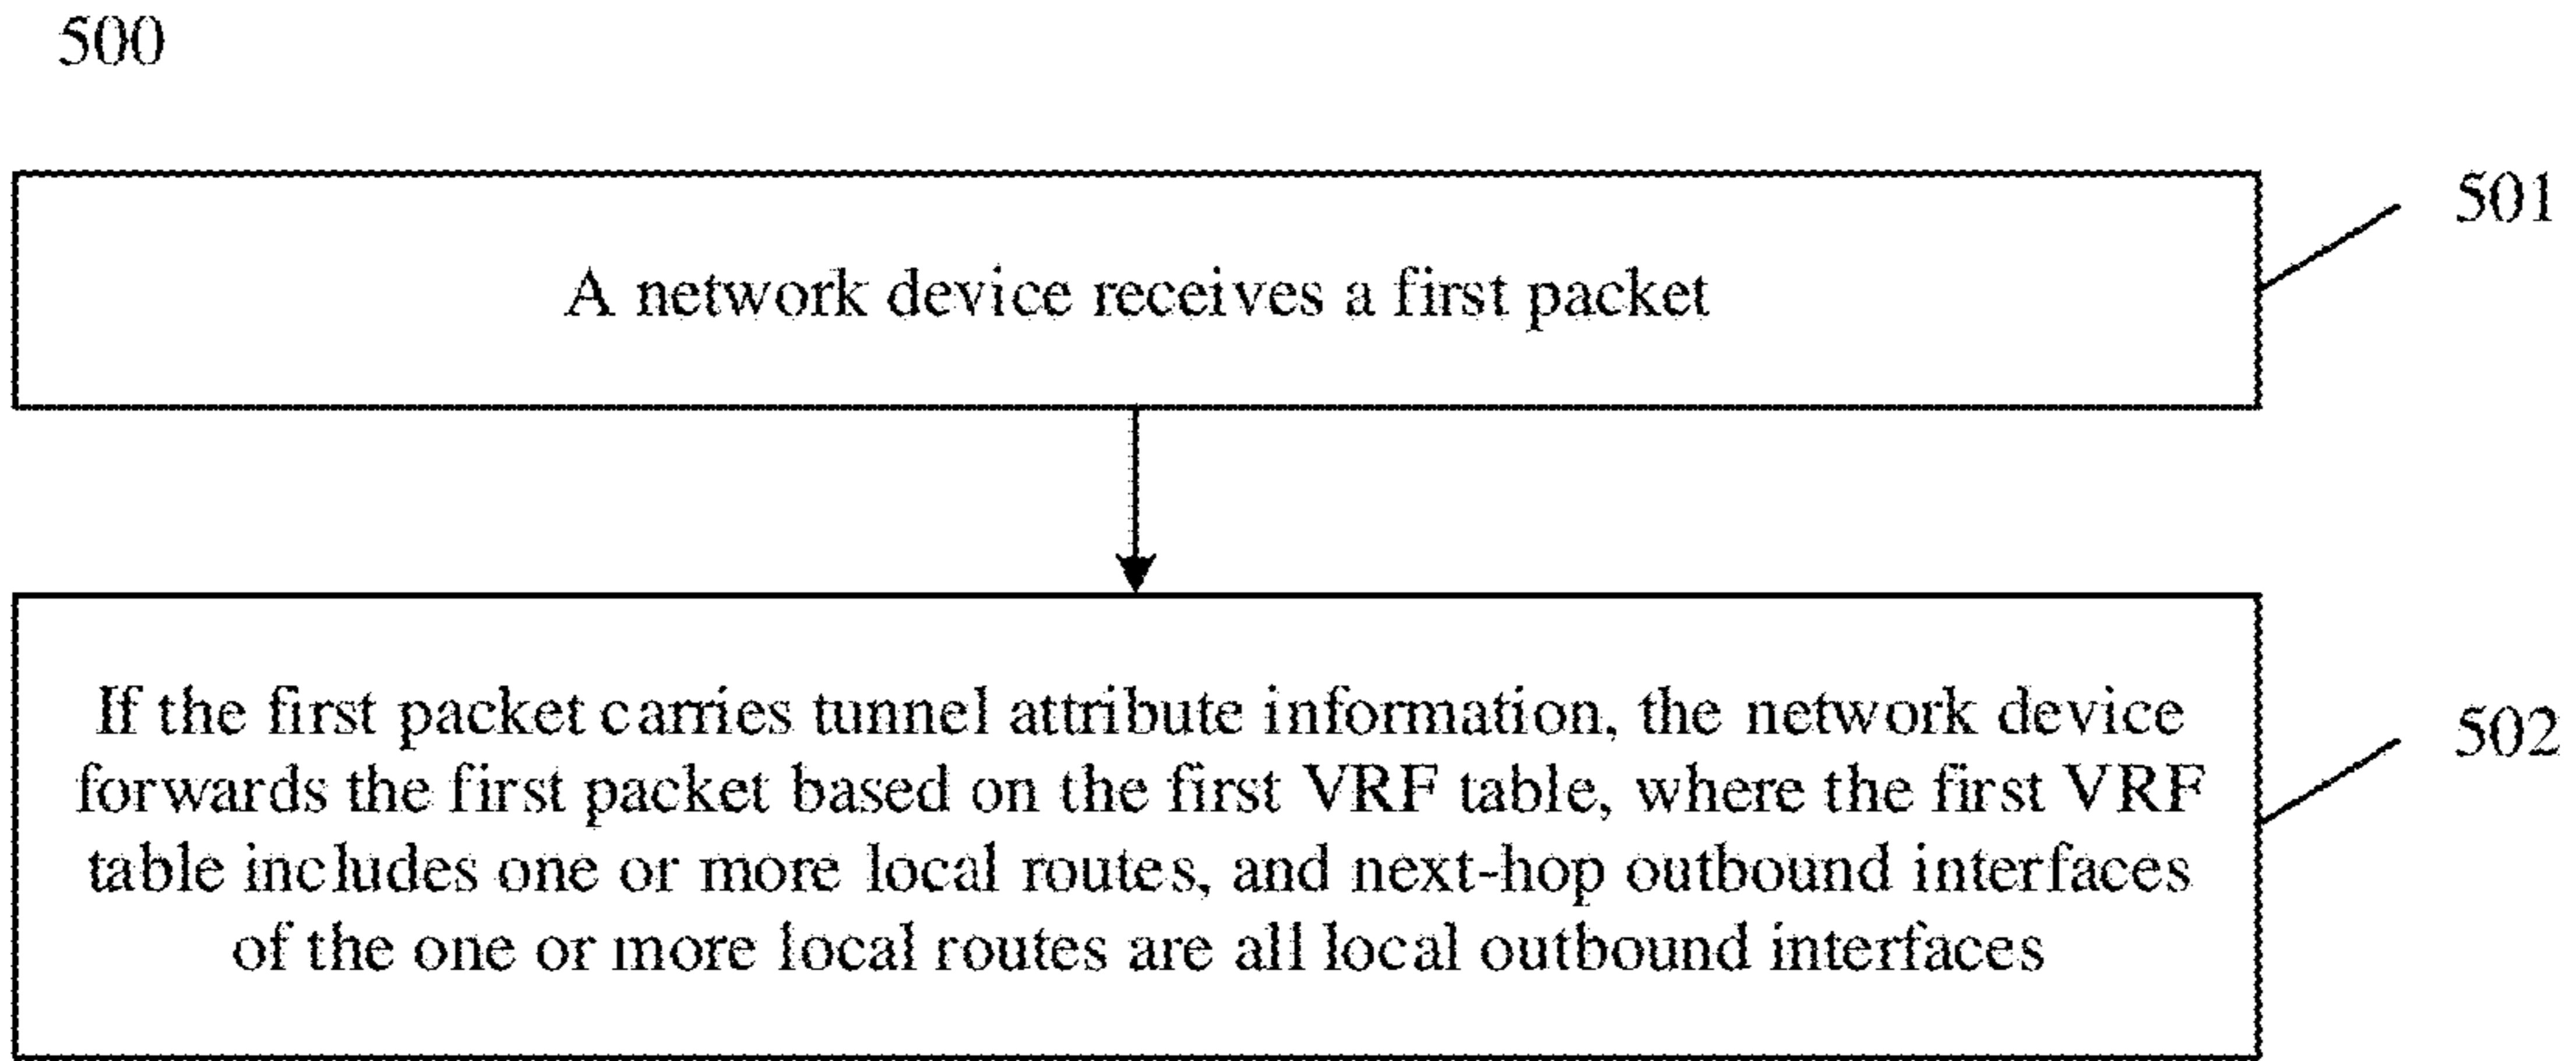 500
501
A network device receives a first packet
If the first packet carries tunnel attribute information, the network device
forwards the first packet based on the first VRF table, where the first VRF
table includes one or more local routes, and next-hop outbound interfaces
of the one or more local routes are all local outbound interfaces
502